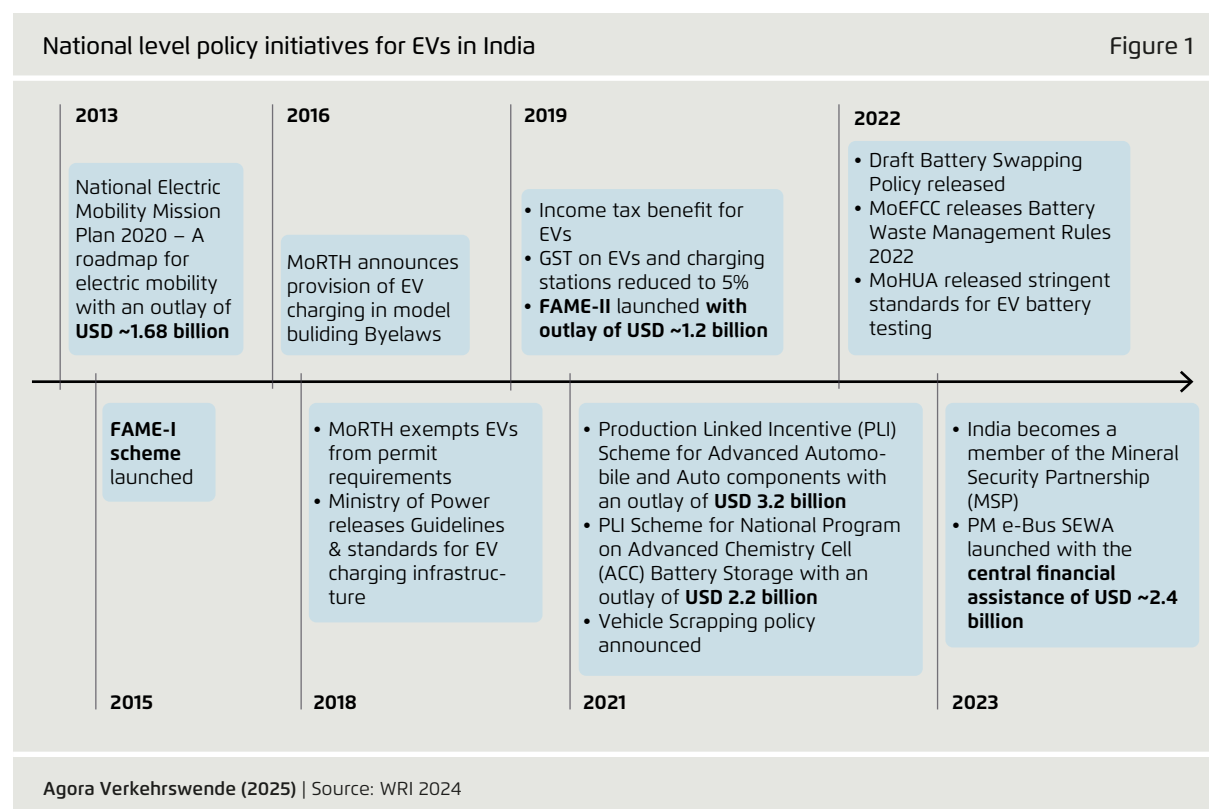 National level policy initiatives for EVs in India
Figure 1
2013
National Electric
Mobility Mission
Plan 2020 – A
roadmap for
electric mobility
with an outlay of
USD ~1.68 billion
2016
MoRTH announces
provision of EV
charging in model
buliding Byelaws
2019
• Income tax benefit for
EVs
• GST on EVs and charging
stations reduced to 5%
• FAME-II launched with
outlay of USD ~1.2 billion
2022
• Draft Battery Swapping
Policy released
• MoEFCC releases Battery
Waste Management Rules
2022
• MoHUA released stringent
standards for EV battery
testing
FAME-I
scheme
launched
2015
• MoRTH exempts EVs
from permit
requirements
• Ministry of Power
releases Guidelines
& standards for EV
charging infrastruc-
ture
2018
• Production Linked Incentive (PLI)
Scheme for Advanced Automo-
bile and Auto components with
an outlay of USD 3.2 billion
• PLI Scheme for National Program
on Advanced Chemistry Cell
(ACC) Battery Storage with an
outlay of USD 2.2 billion
• Vehicle Scrapping policy
announced
2021
• India becomes a
member of the Mineral
Security Partnership
(MSP)
• PM e-Bus SEWA
launched with the
central financial
assistance of USD ~2.4
billion
2023
Agora Verkehrswende (2025) | Source: WRI 2024